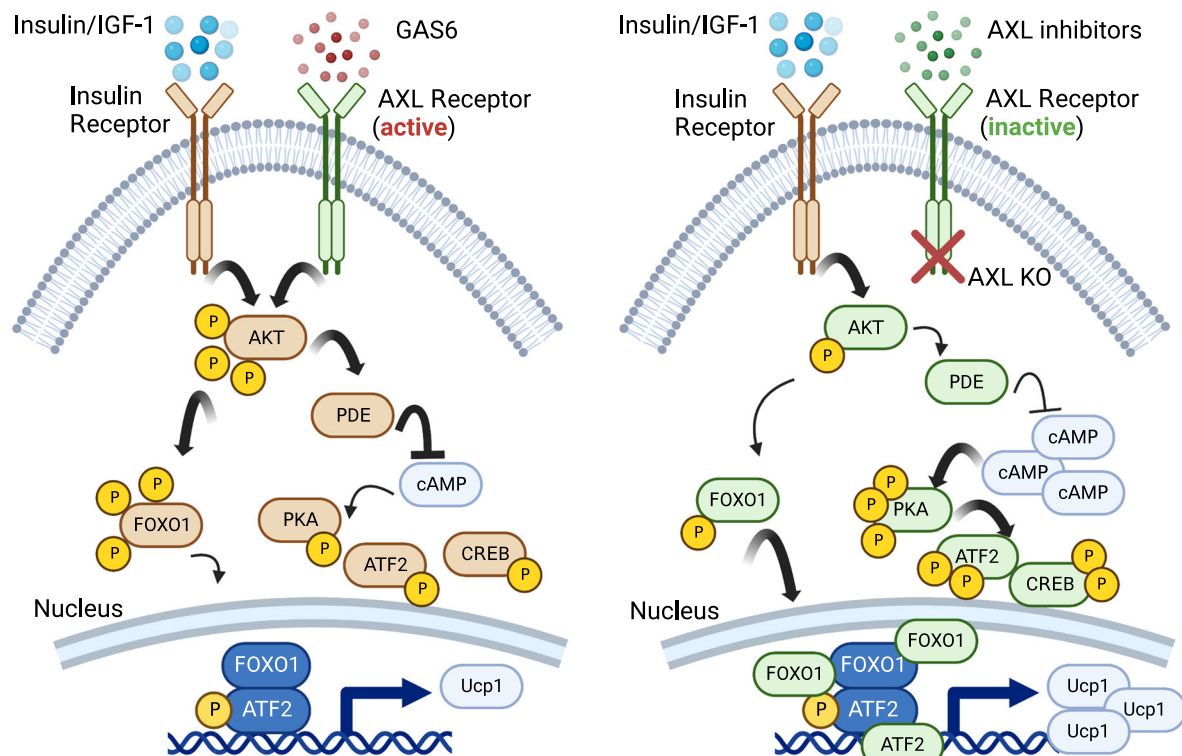 Insulin/IGF-1
GAS6
Insulin
Receptor
AXL Receptor
(active)
AKT
P
P
P
PDE
cAMP
P
P
P
FOXO1
PKA
P
ATF2
P
CREB
P
Nucleus
FOXO1
P
ATF2
Ucp1
Insulin/IGF-1
AXL inhibitors
Insulin
Receptor
AXL Receptor
(inactive)
AXL KO
AKT
P
PDE
cAMP
cAMP
cAMP
FOXO1
P
P
P
P
PKA
ATF2
P
P
CREB
P
P
Nucleus
FOXO1
FOXO1
FOXO1
P
ATF2
ATF2
Ucp1
Ucp1
Ucp1